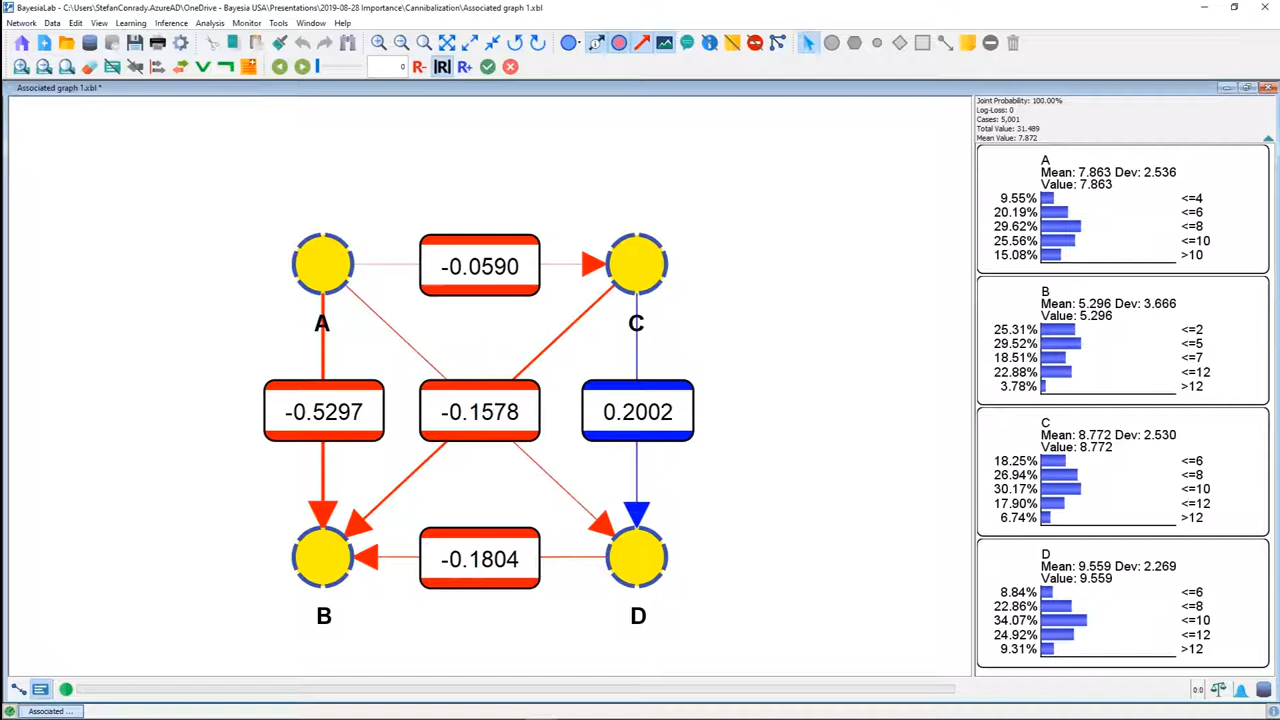 BayesiaLab - C:\Users\StefanConrady.AzureAD\OneDrive - Bayesia USA\Presentations\2019-08-28 Importance\Cannibalization\Associated graph 1.xbl
Network Data Edit View Learning Inference Analysis Monitor Tools Window Help
0 R- |R| R+
Associated graph 1.xbl *
Joint Probability: 100.00%
Log-Loss: 0
Cases: 5,001
Total Value: 31.489
Mean Value: 7.872
A
Mean: 7.863 Dev: 2.536
Value: 7.863
9.55% <=4
20.19% <=6
29.62% <=8
25.56% <=10
15.08% >10
B
Mean: 5.296 Dev: 3.666
Value: 5.296
25.31% <=2
29.52% <=5
18.51% <=7
22.88% <=12
3.78% >12
C
Mean: 8.772 Dev: 2.530
Value: 8.772
18.25% <=6
26.94% <=8
30.17% <=10
17.90% <=12
6.74% >12
D
Mean: 9.559 Dev: 2.269
Value: 9.559
8.84% <=6
22.86% <=8
34.07% <=10
24.92% <=12
9.31% >12
-0.0590
A C
-0.5297 -0.1578 0.2002
-0.1804
B D
0.0
Associated ...